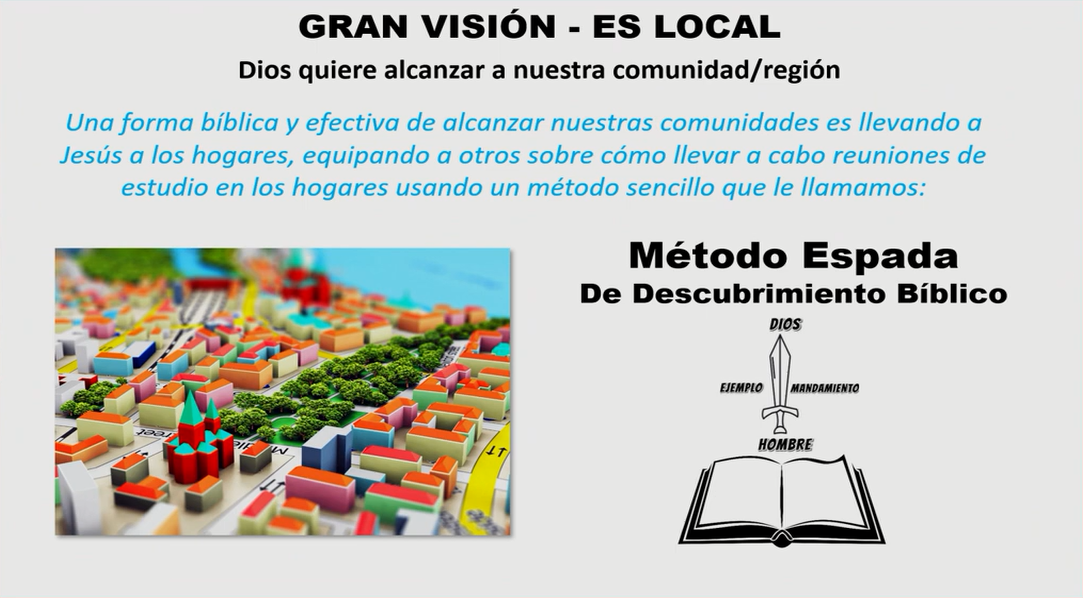 GRAN VISIÓN - ES LOCAL
Dios quiere alcanzar a nuestra comunidad/región
Una forma bíblica y efectiva de alcanzar nuestras comunidades es llevando a
Jesús a los hogares, equipando a otros sobre cómo llevar a cabo reuniones de
estudio en los hogares usando un método sencillo que le llamamos:
Método Espada
De Descubrimiento Bíblico
DIOS
EJEMPLO MANDAMIENTO
HOMBRE